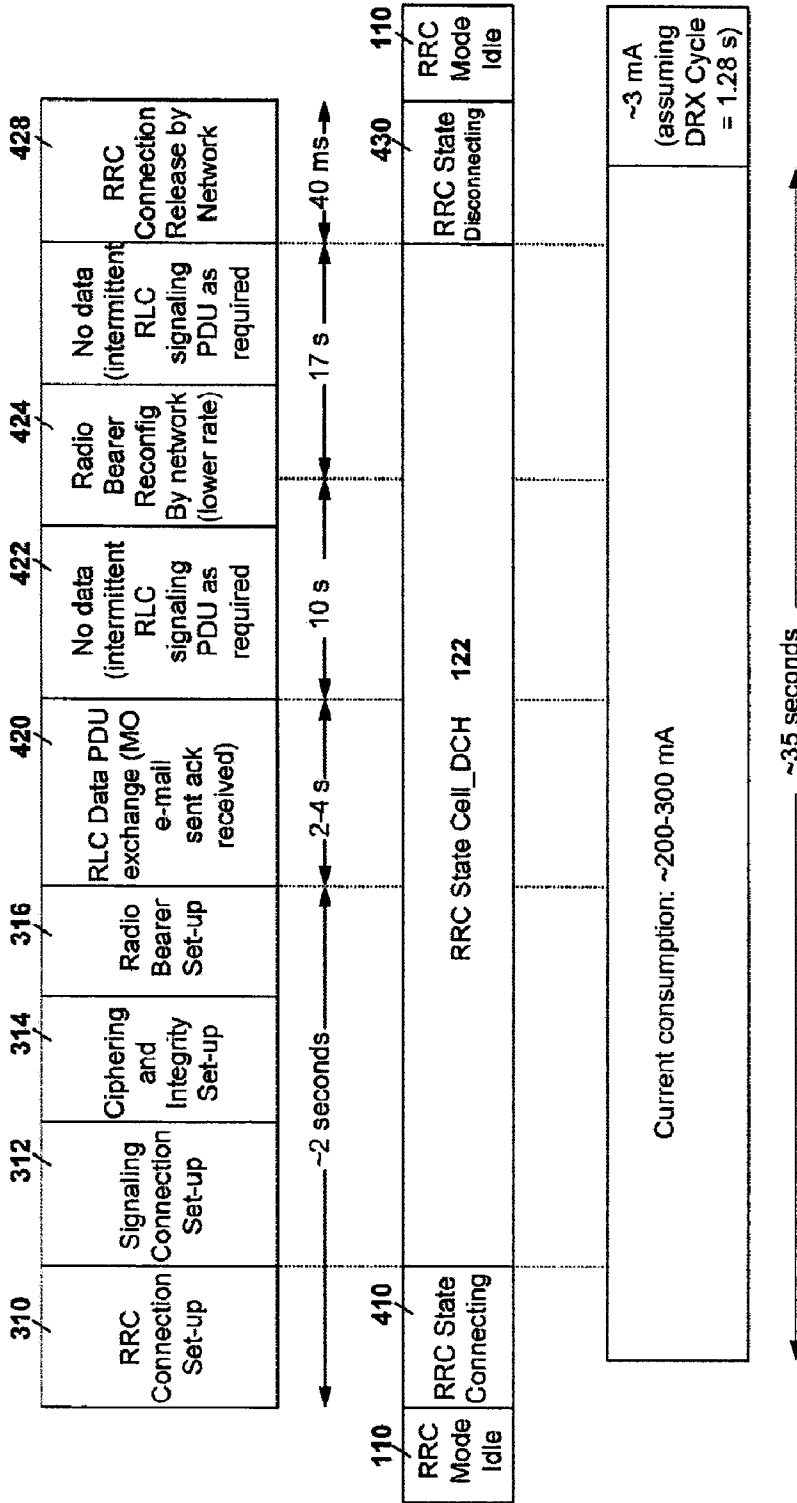 310
RRC
Connection
Set-up
312
Signaling
Connection
Set-up
314
Ciphering
and
Integrity
Set-up
316
Radio
Bearer
Set-up
420
RLC Data PDU
exchange (MO
e-mail
sent ack
received)
422
No data
(intermittent
RLC
signaling
PDU as
required
424
Radio
Bearer
Reconfig
By network
(lower rate)
No data
(intermittent
RLC
signaling
PDU as
required
428
RRC
Connection
Release by
Network
~2 seconds
2-4 s
10 s
17 s
40 ms
110
RRC
Mode
Idle
410
RRC State
Connecting
RRC State Cell_DCH 122
430
RRC State
Disconnecting
110
RRC
Mode
Idle
Current consumption: ~200-300 mA
~3 mA
(assuming
DRX Cycle
= 1.28 s)
~35 seconds